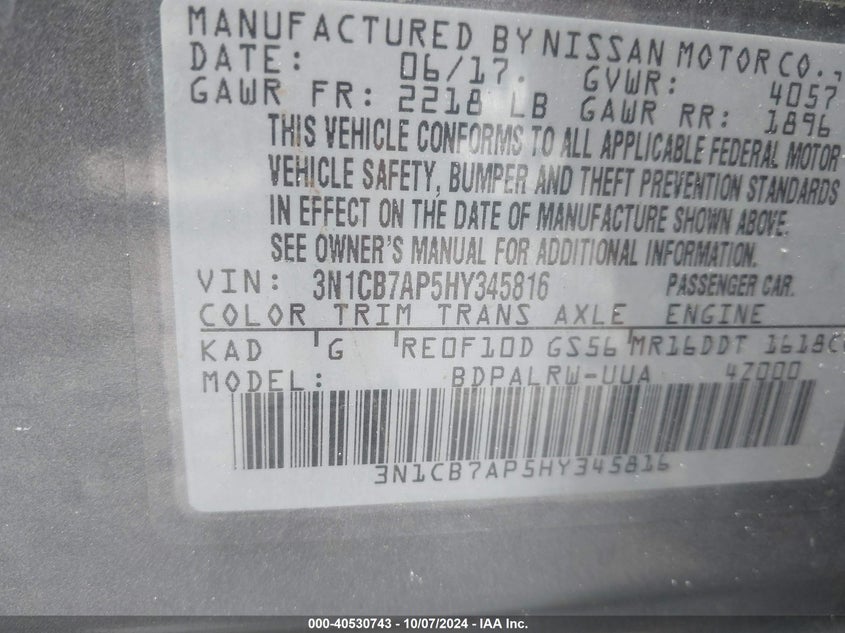 MANUFACTURED BY NISSAN MOTOR CO.,
DATE: 06/17. GVWR: 4057
GAWR FR: 2218 LB GAWR RR: 1896
THIS VEHICLE CONFORMS TO ALL APPLICABLE FEDERAL MOTOR
VEHICLE SAFETY, BUMPER AND THEFT PREVENTION STANDARDS
IN EFFECT ON THE DATE OF MANUFACTURE SHOWN ABOVE.
SEE OWNER'S MANUAL FOR ADDITIONAL INFORMATION.
VIN: 3N1CB7AP5HY345816 PASSENGER CAR.
COLOR TRIM TRANS AXLE ENGINE
KAD G RE0F10D GS56 MR16DDT 1618C
MODEL: BDPALRW-UUA 4Z000
3N1CB7AP5HY345816
000-40530743 - 10/07/2024 - IAA Inc.